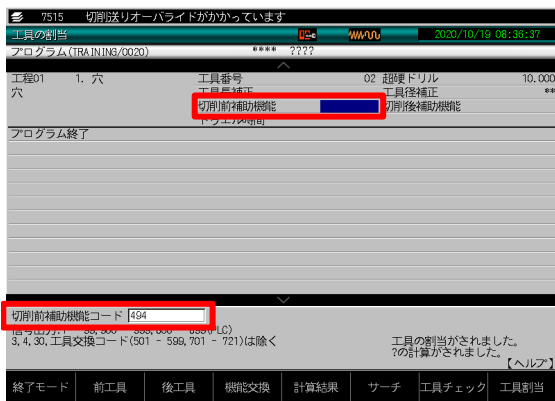 7515 切削送りオーバライドがかかっています
工具の割当 2020/10/19 08:36:37
プログラム(TRAINING/0020) **** ????
工程01 1. 穴 工具番号 02 超硬ドリル 10.000
穴 工具長補正 工具径補正 **
切削前補助機能 切削後補助機能
ドウエル時間
プログラム終了
切削前補助機能コード 494
3,4,30,工具交換コード(501 - 599,701 - 721)は除く
工具の割当がされました。
?の計算がされました。
【ヘルプ】
終了モード 前工具 後工具 機能交換 計算結果 サーチ 工具チェック 工具割当